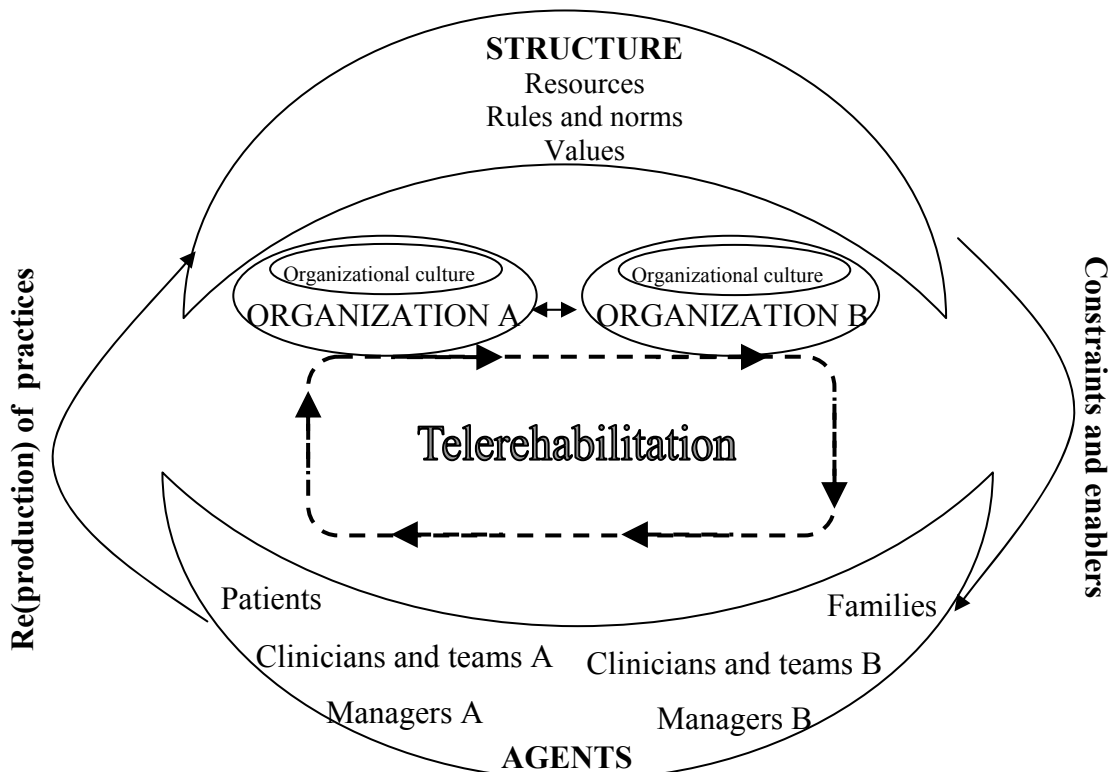 STRUCTURE
Resources
Rules and norms
Values
Organizational culture
ORGANIZATION A
Organizational culture
ORGANIZATION B
Re(production) of practices
Constraints and enablers
Telerehabilitation
Patients
Families
Clinicians and teams A
Clinicians and teams B
Managers A
Managers B
AGENTS